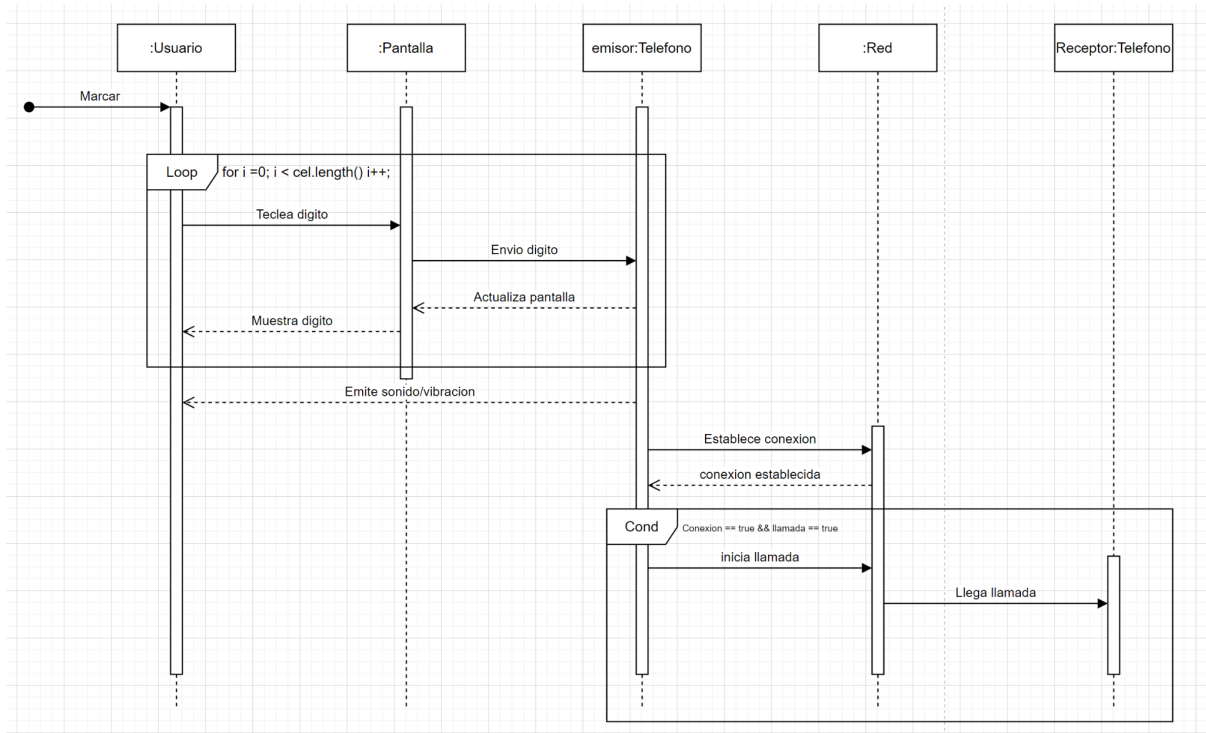 :Usuario
:Pantalla
emisor:Telefono
:Red
Receptor:Telefono
Marcar
Loop
for i =0; i < cel.length() i++;
Teclea digito
Envio digito
Actualiza pantalla
Muestra digito
Emite sonido/vibracion
Establece conexion
conexion establecida
Cond
Conexion == true && llamada == true
inicia llamada
Llega llamada